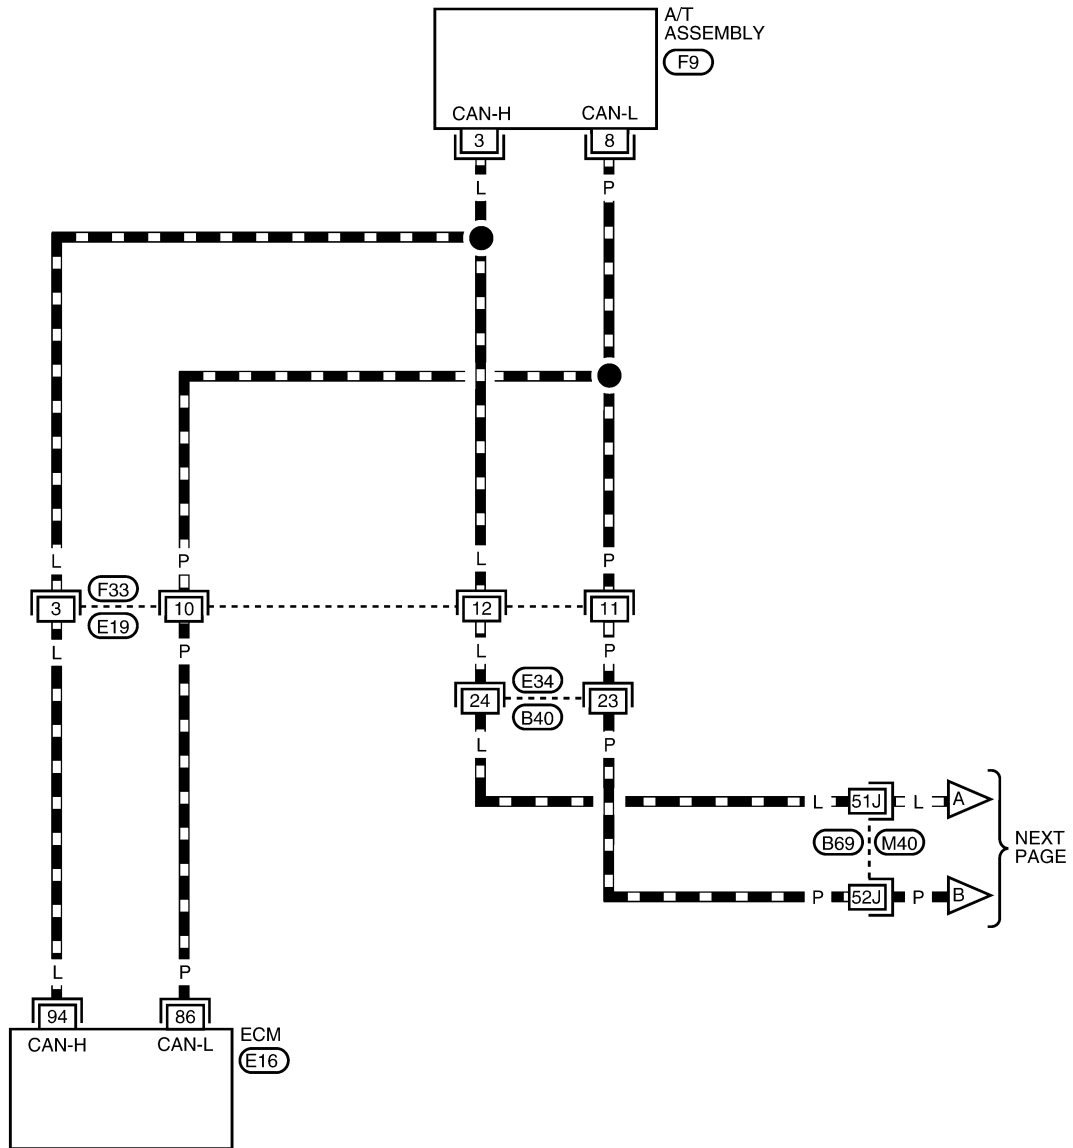 A/T
ASSEMBLY
F9
CAN-H CAN-L
3 8
L P
L P L P
3 F33 10 12 11
E19
L P L P
24 E34 23
B40
L P
L 51J L A
B69 M40
NEXT
PAGE
P 52J P B
L P
94 86
CAN-H CAN-L
ECM
E16